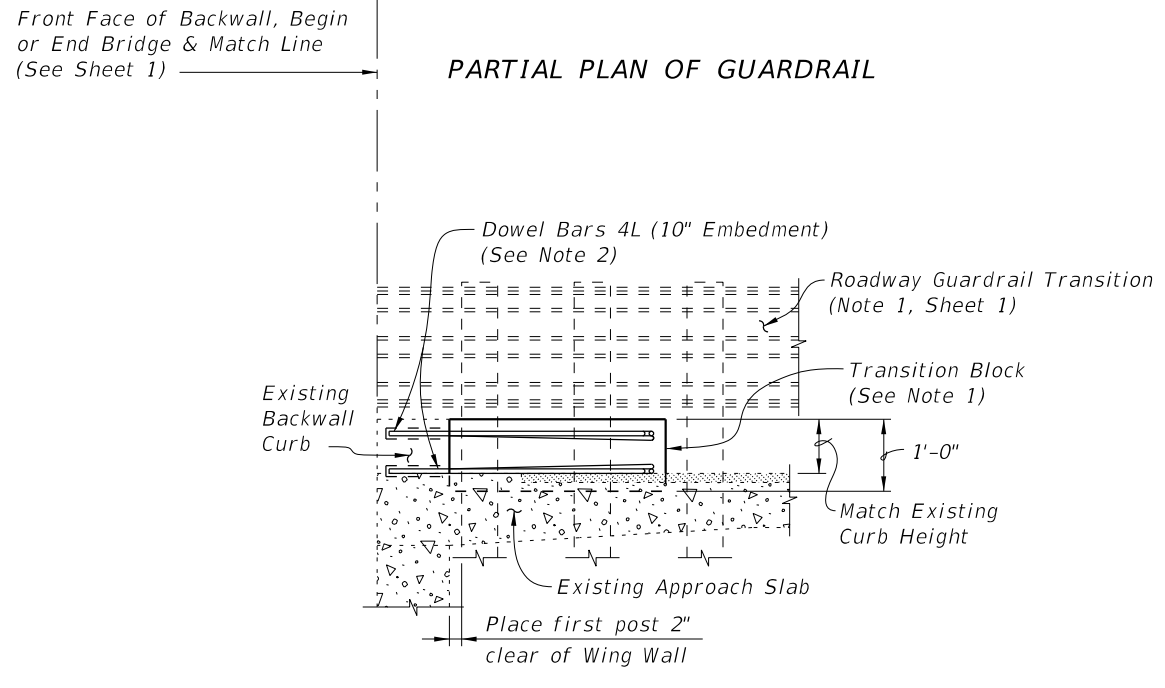 Front Face of Backwall, Begin
or End Bridge & Match Line
(See Sheet 1)
PARTIAL PLAN OF GUARDRAIL
Dowel Bars 4L (10" Embedment)
(See Note 2)
Roadway Guardrail Transition
(Note 1, Sheet 1)
Transition Block
(See Note 1)
Existing
Backwall
Curb
1'-0"
Match Existing
Curb Height
Existing Approach Slab
Place first post 2"
clear of Wing Wall